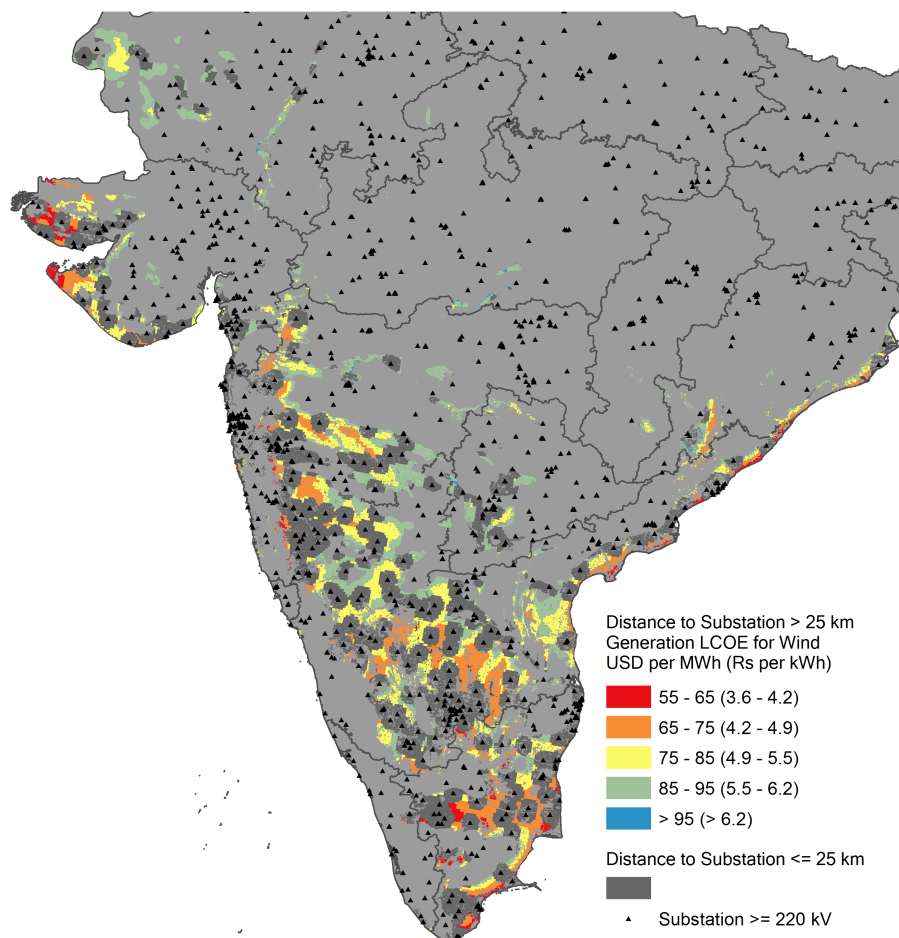 Distance to Substation > 25 km
Generation LCOE for Wind
USD per MWh (Rs per kWh)
55 - 65 (3.6 - 4.2)
65 - 75 (4.2 - 4.9)
75 - 85 (4.9 - 5.5)
85 - 95 (5.5 - 6.2)
> 95 (> 6.2)
Distance to Substation <= 25 km
Substation >= 220 kV